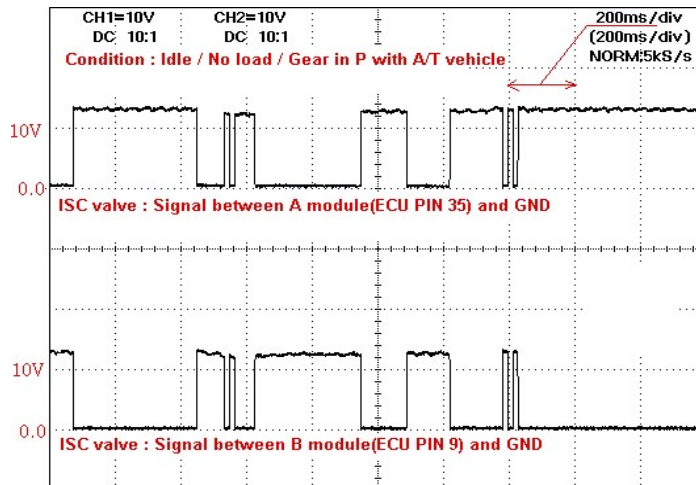 CH1=10V CH2=10V 200ms/div
DC 10:1 DC 10:1 (200ms/div)
NORM:5kS/s
Condition : Idle / No load / Gear in P with A/T vehicle
10V
0.0
ISC valve : Signal between A module(ECU PIN 35) and GND
10V
0.0
ISC valve : Signal between B module(ECU PIN 9) and GND